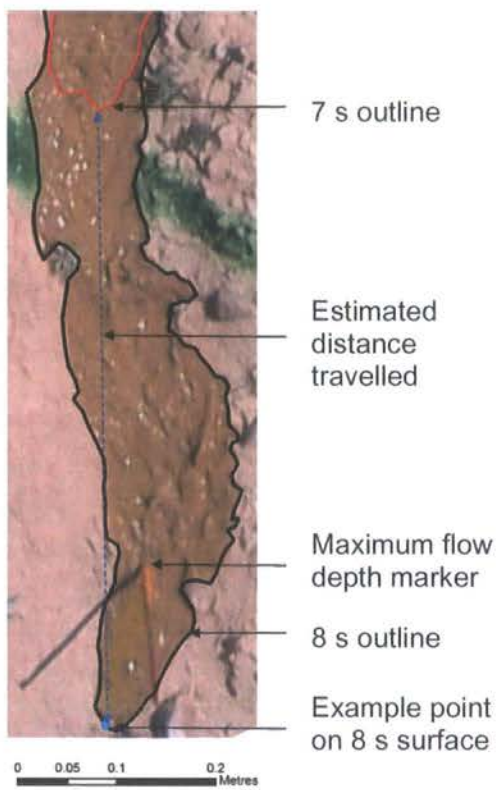 7 s outline
Estimated
distance
travelled
Maximum flow
depth marker
8 s outline
Example point
on 8 s surface
0 0.05 0.1 0.2
Metres